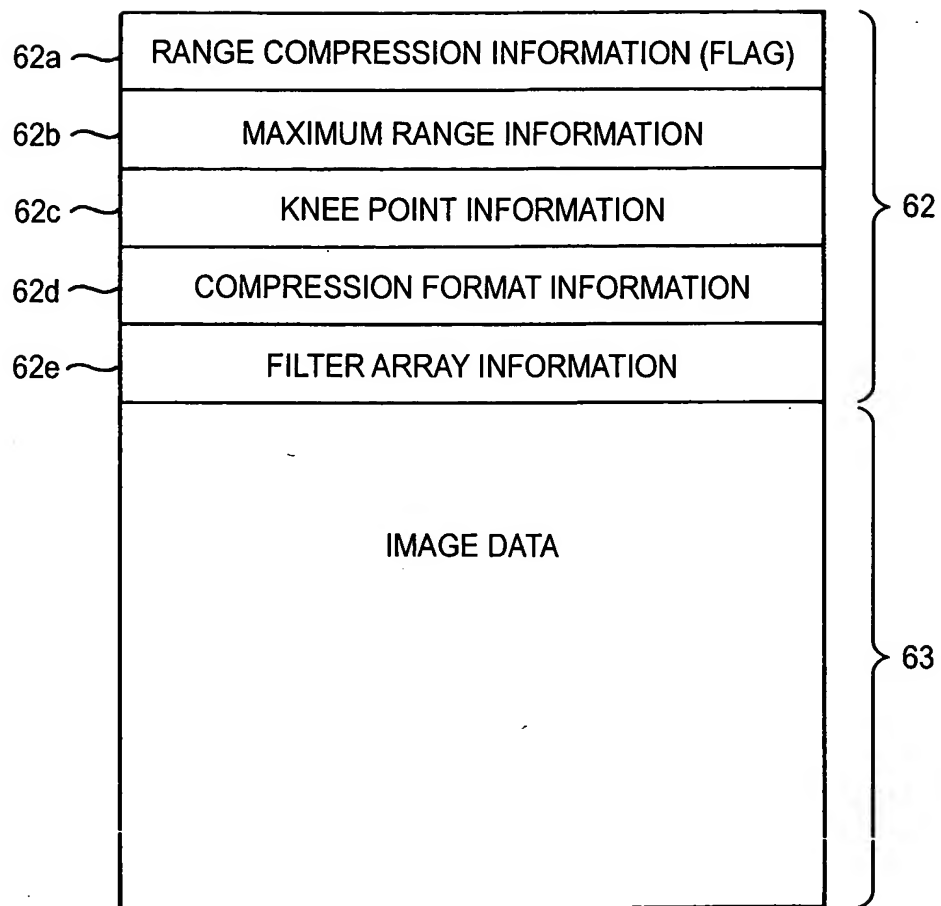 62a RANGE COMPRESSION INFORMATION (FLAG)
62b MAXIMUM RANGE INFORMATION
62c KNEE POINT INFORMATION
62
62d COMPRESSION FORMAT INFORMATION
62e FILTER ARRAY INFORMATION
IMAGE DATA
63